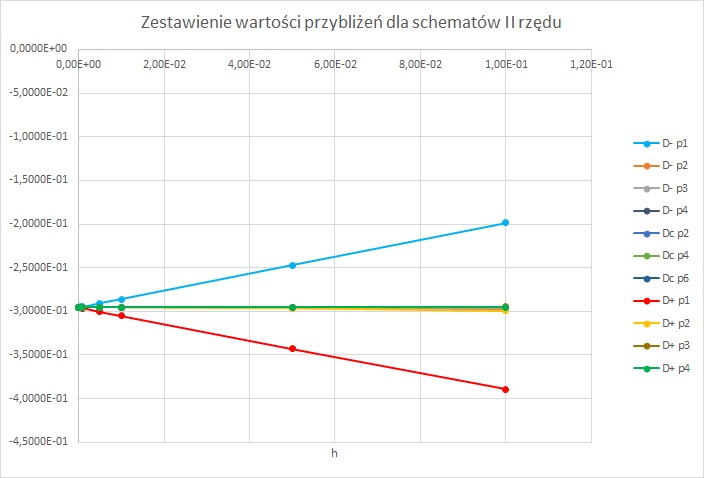 Zestawienie wartości przybliżeń dla schematów II rzędu
0,0000E+00
0,00E+00 2,00E-02 4,00E-02 6,00E-02 8,00E-02 1,00E-01 1,20E-01
-5,0000E-02
-1,0000E-01
-1,5000E-01
-2,0000E-01
-2,5000E-01
-3,0000E-01
-3,5000E-01
-4,0000E-01
-4,5000E-01
h
D- p1
D- p2
D- p3
D- p4
Dc p2
Dc p4
Dc p6
D+ p1
D+ p2
D+ p3
D+ p4